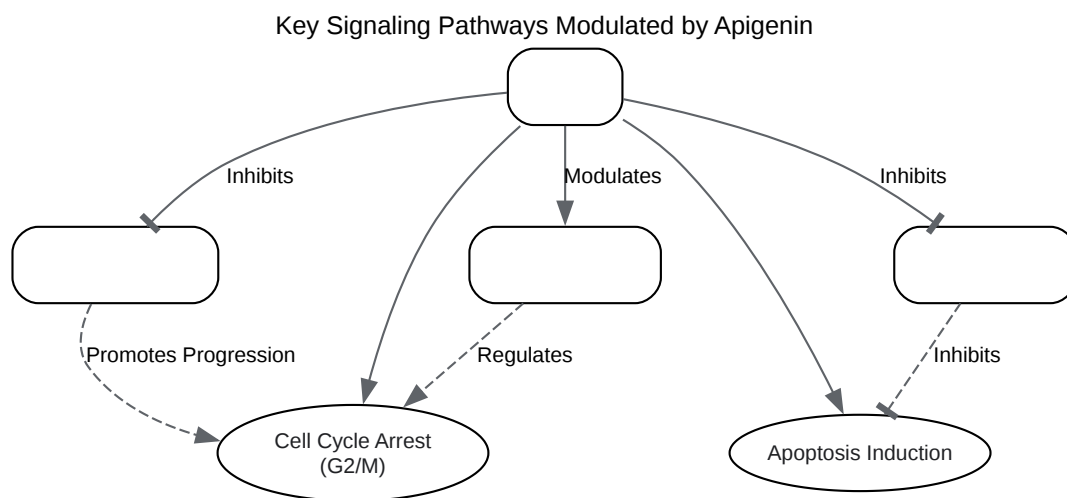 Key Signaling Pathways Modulated by Apigenin
Inhibits
Modulates
Inhibits
Promotes Progression
Regulates
Inhibits
Cell Cycle Arrest
(G2/M)
Apoptosis Induction